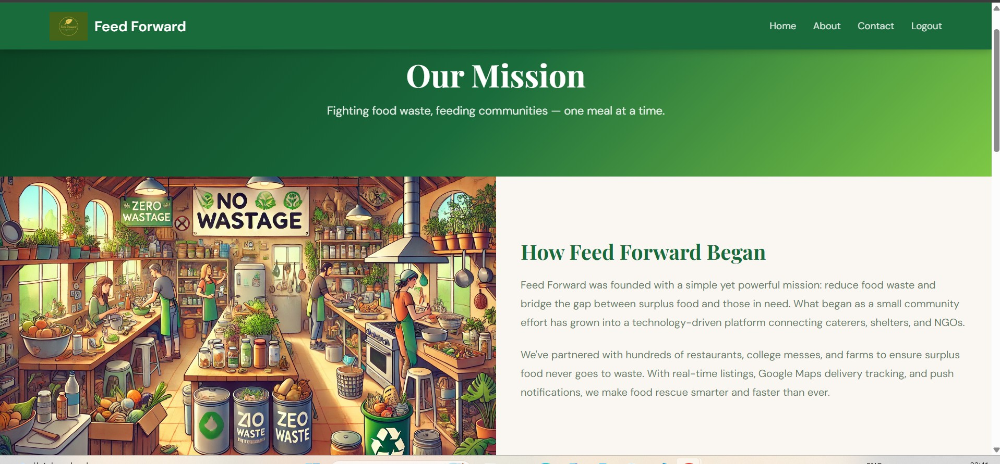 Feed Forward
Feed Forward
Home
About
Contact
Logout
Our Mission
Fighting food waste, feeding communities — one meal at a time.
ZERO
WASTAGE
NO
WASTAGE
NO
ZIO
WASTE
ZEO
WASTE
How Feed Forward Began
Feed Forward was founded with a simple yet powerful mission: reduce food waste and
bridge the gap between surplus food and those in need. What began as a small community
effort has grown into a technology-driven platform connecting caterers, shelters, and NGOs.
We've partnered with hundreds of restaurants, college messes, and farms to ensure surplus
food never goes to waste. With real-time listings, Google Maps delivery tracking, and push
notifications, we make food rescue smarter and faster than ever.